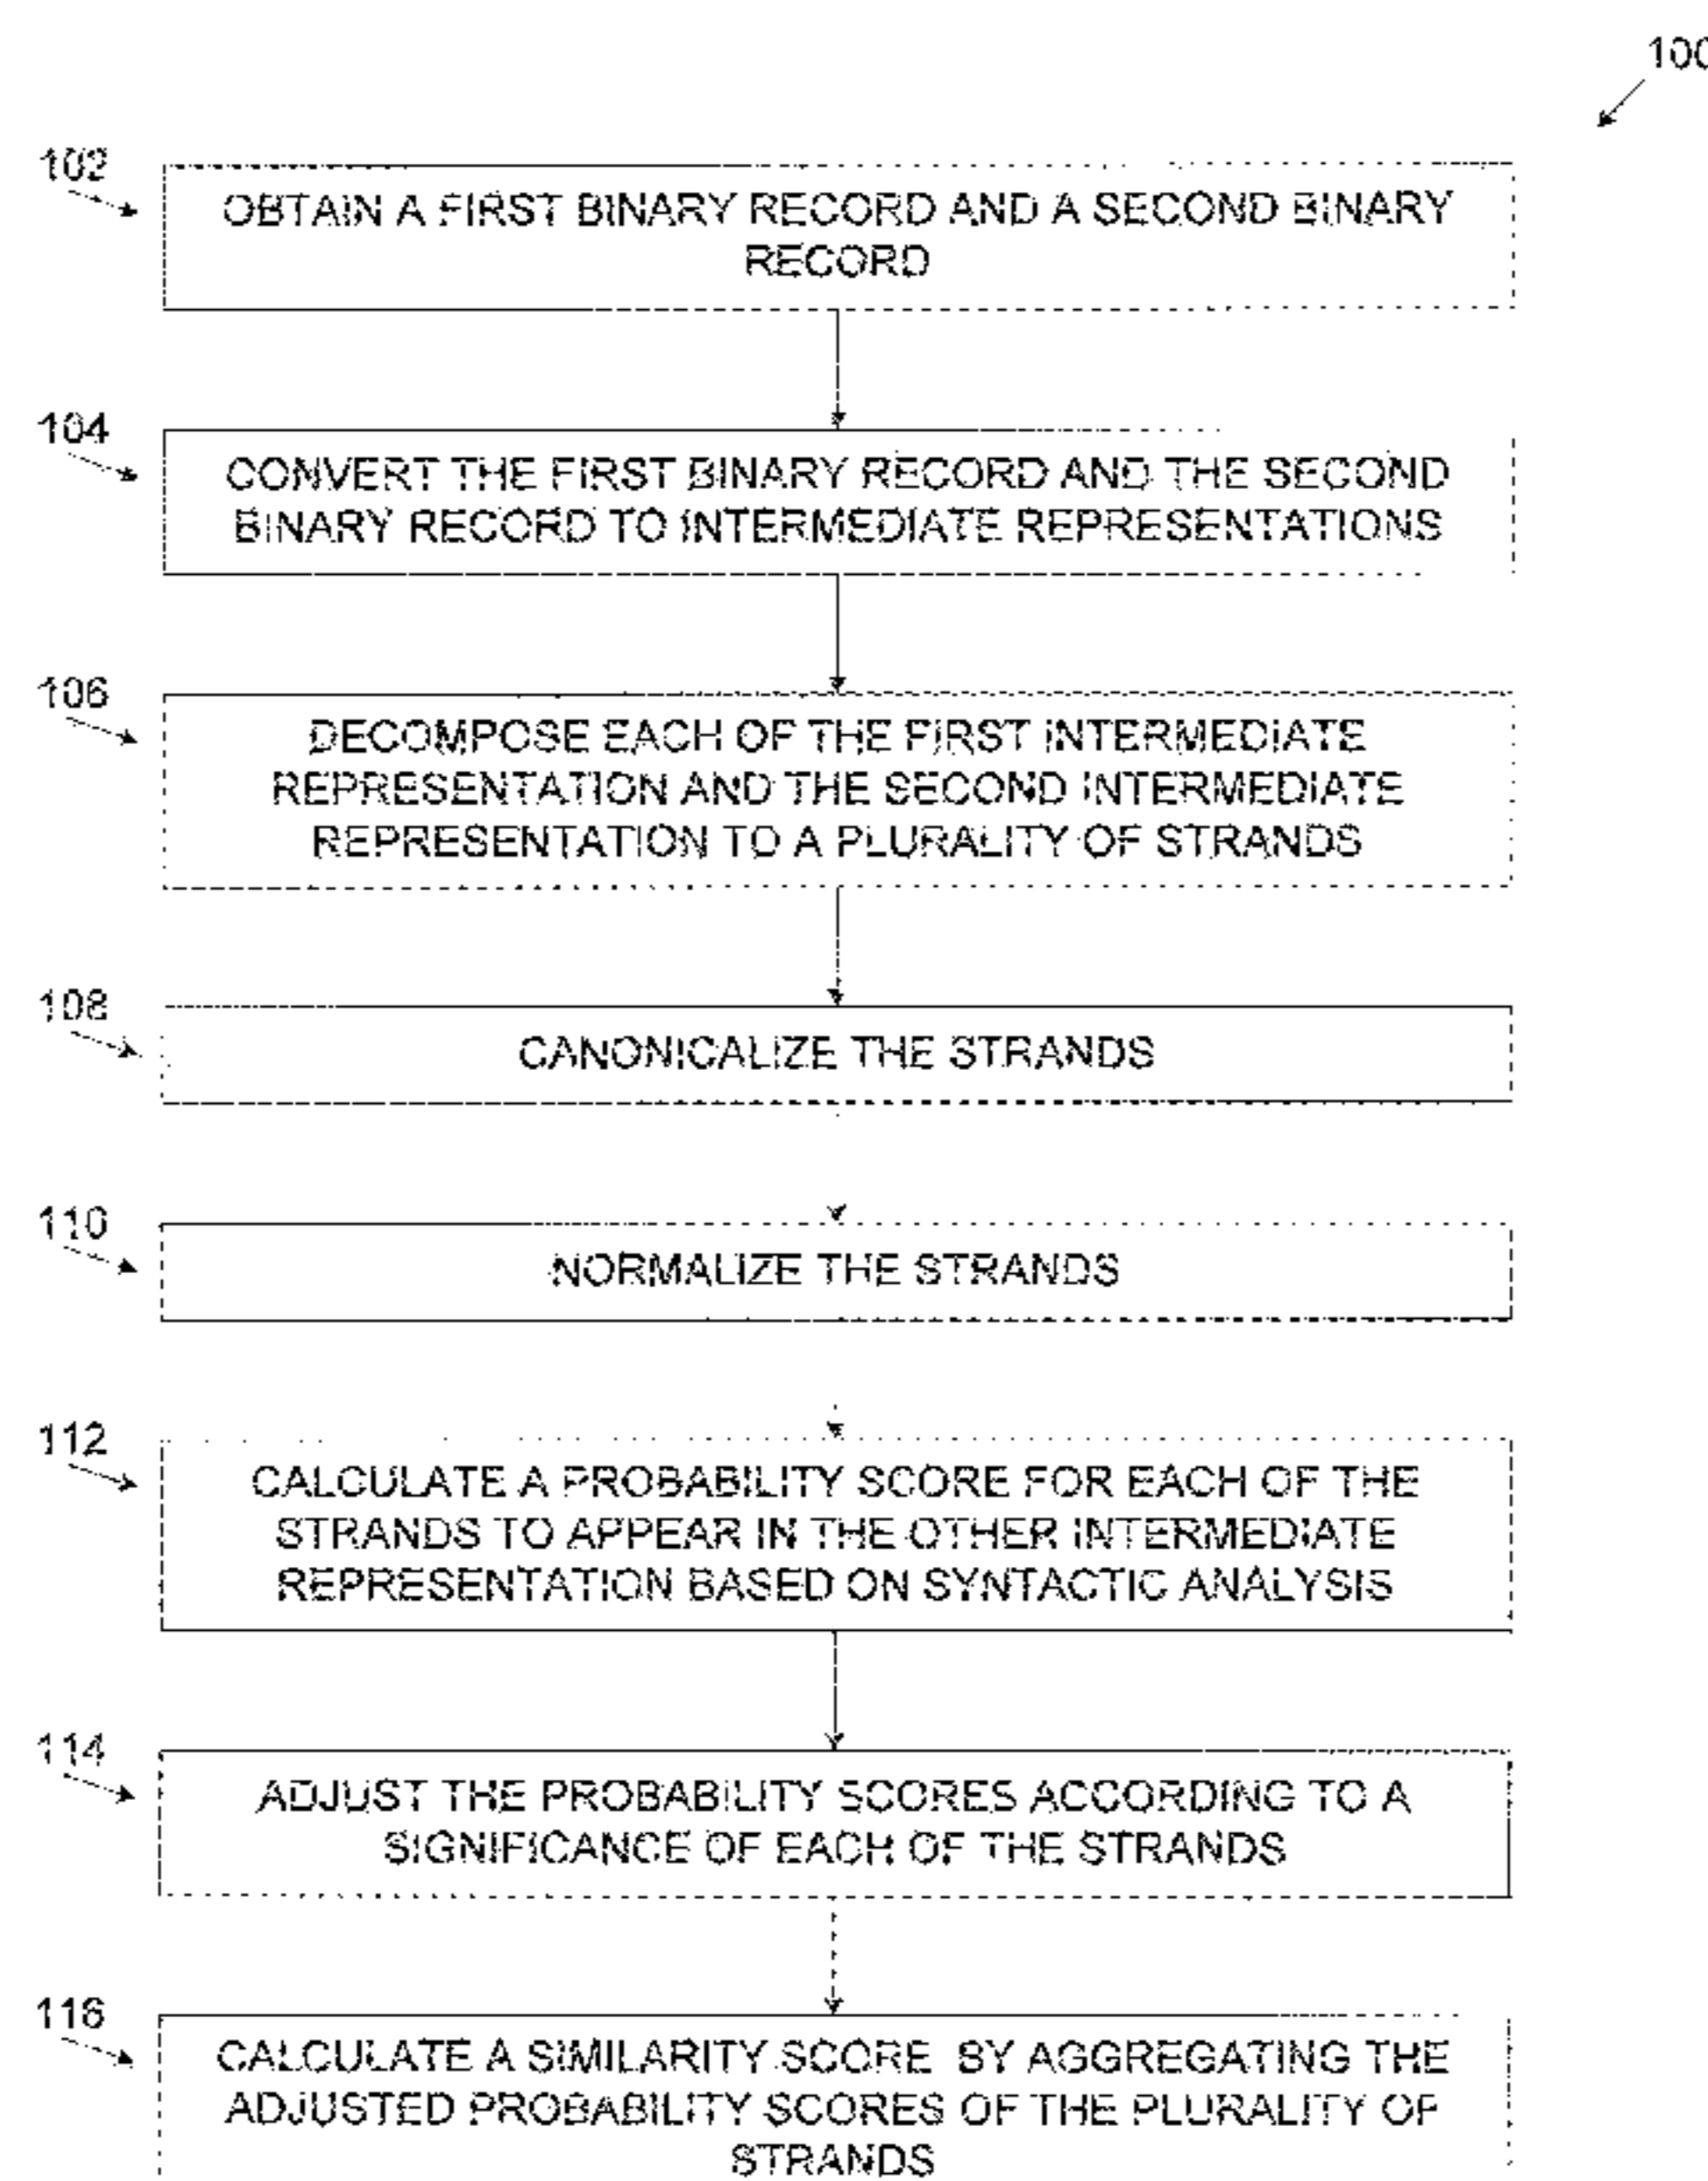 100
102
OBTAIN A FIRST BINARY RECORD AND A SECOND BINARY
RECORD
104
CONVERT THE FIRST BINARY RECORD AND THE SECOND
BINARY RECORD TO INTERMEDIATE REPRESENTATIONS
106
DECOMPOSE EACH OF THE FIRST INTERMEDIATE
REPRESENTATION AND THE SECOND INTERMEDIATE
REPRESENTATION TO A PLURALITY OF STRANDS
108
CANONICALIZE THE STRANDS
110
NORMALIZE THE STRANDS
112
CALCULATE A PROBABILITY SCORE FOR EACH OF THE
STRANDS TO APPEAR IN THE OTHER INTERMEDIATE
REPRESENTATION BASED ON SYNTACTIC ANALYSIS
114
ADJUST THE PROBABILITY SCORES ACCORDING TO A
SIGNIFICANCE OF EACH OF THE STRANDS
116
CALCULATE A SIMILARITY SCORE BY AGGREGATING THE
ADJUSTED PROBABILITY SCORES OF THE PLURALITY OF
STRANDS